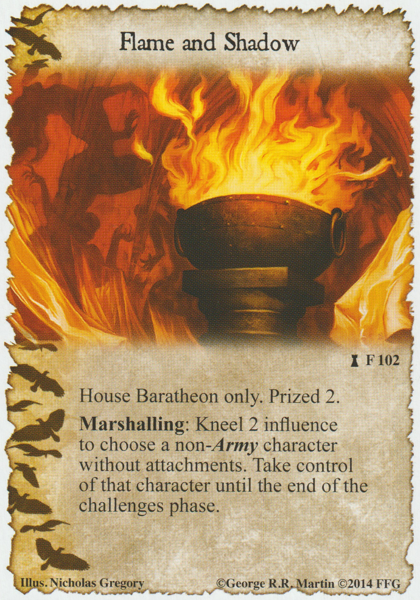 Flame and Shadow
F 102
House Baratheon only. Prized 2.
Marshalling: Kneel 2 influence
to choose a non-Army character
without attachments. Take control
of that character until the end of the
challenges phase.
Illus. Nicholas Gregory
©George R.R. Martin ©2014 FFG